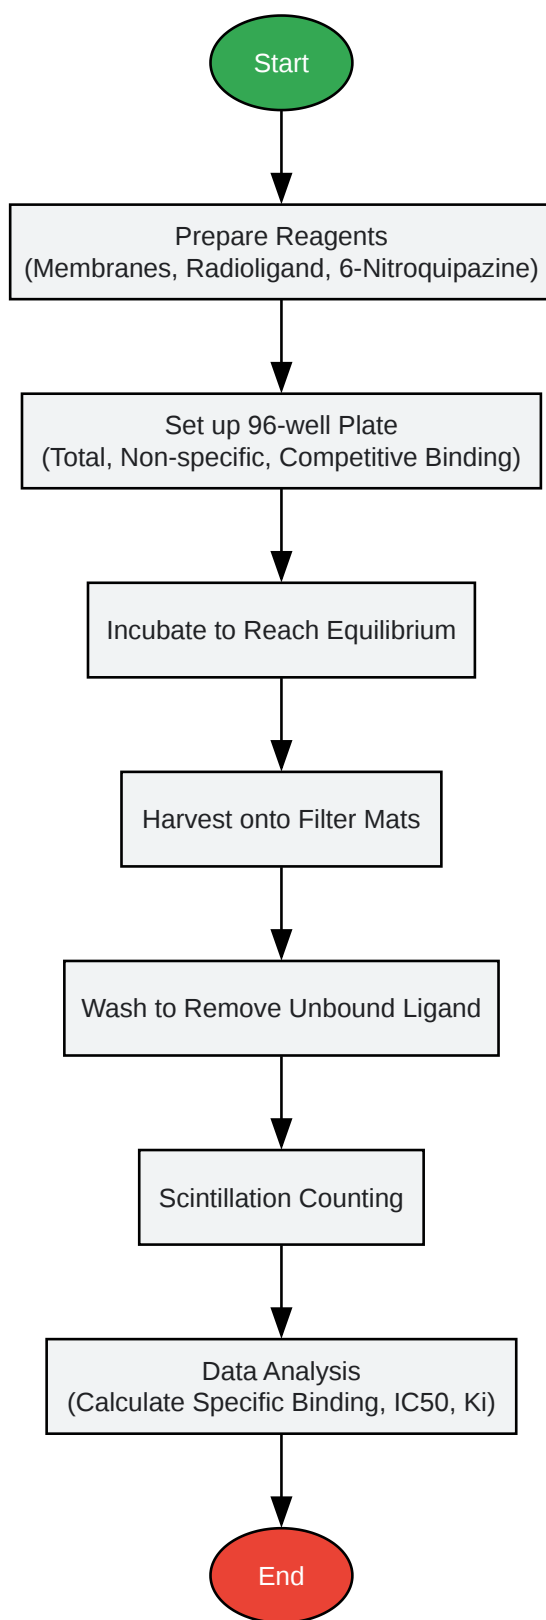 Start
Prepare Reagents
(Membranes, Radioligand, 6-Nitroquipazine)
Set up 96-well Plate
(Total, Non-specific, Competitive Binding)
Incubate to Reach Equilibrium
Harvest onto Filter Mats
Wash to Remove Unbound Ligand
Scintillation Counting
Data Analysis
(Calculate Specific Binding, IC50, Ki)
End